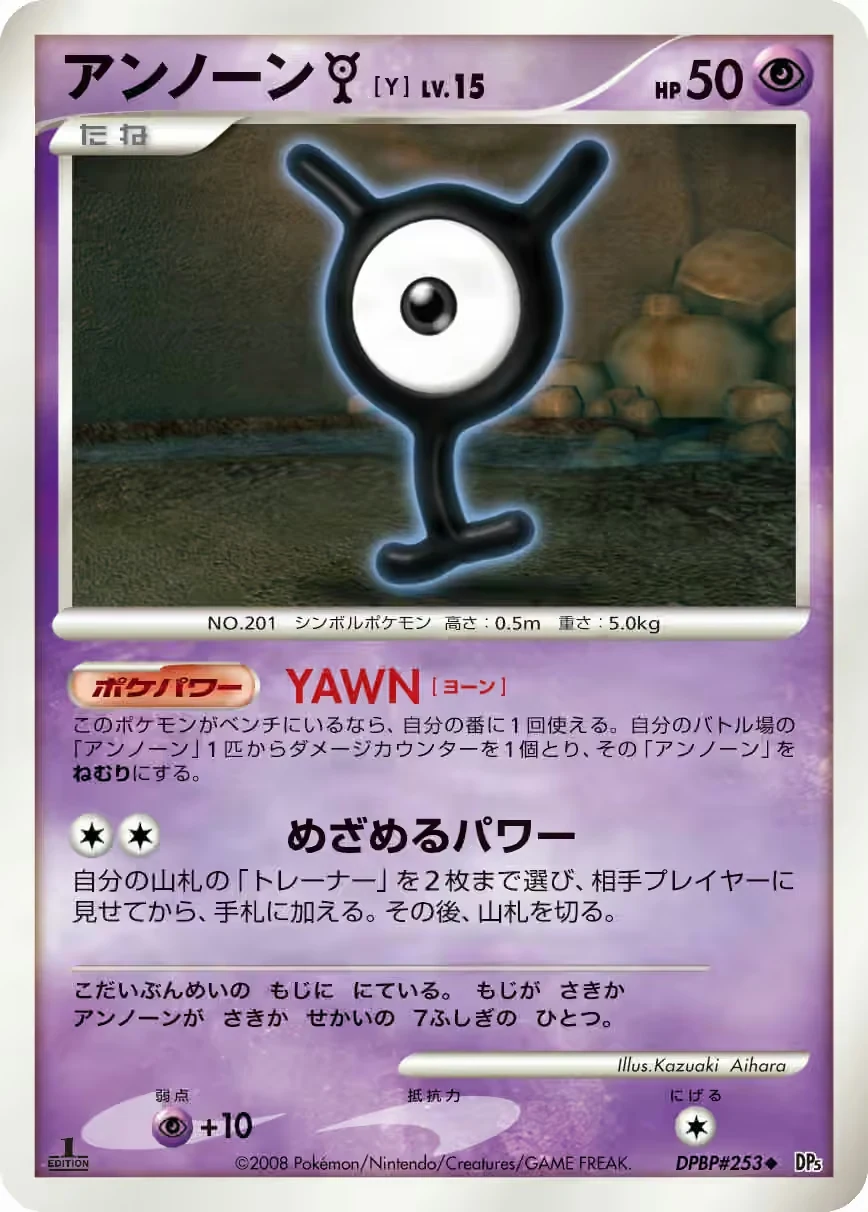 アンノーン [Y] LV.15 HP 50
たね
NO.201 シンボルポケモン 高さ：0.5m 重さ：5.0kg
ポケパワー YAWN [ヨーン]
このポケモンがベンチにいるなら、自分の番に1回使える。自分のバトル場の
「アンノーン」1匹からダメージカウンターを1個とり、その「アンノーン」を
ねむりにする。
めざめるパワー
自分の山札の「トレーナー」を2枚まで選び、相手プレイヤーに
見せてから、手札に加える。その後、山札を切る。
こだいぶんめいの もじに にている。 もじが さきか
アンノーンが さきか せかいの 7ふしぎの ひとつ。
Illus.Kazuaki Aihara
弱点 抵抗力 にげる
+10
1 EDITION
©2008 Pokémon/Nintendo/Creatures/GAME FREAK. DPBP#253◆ DP5